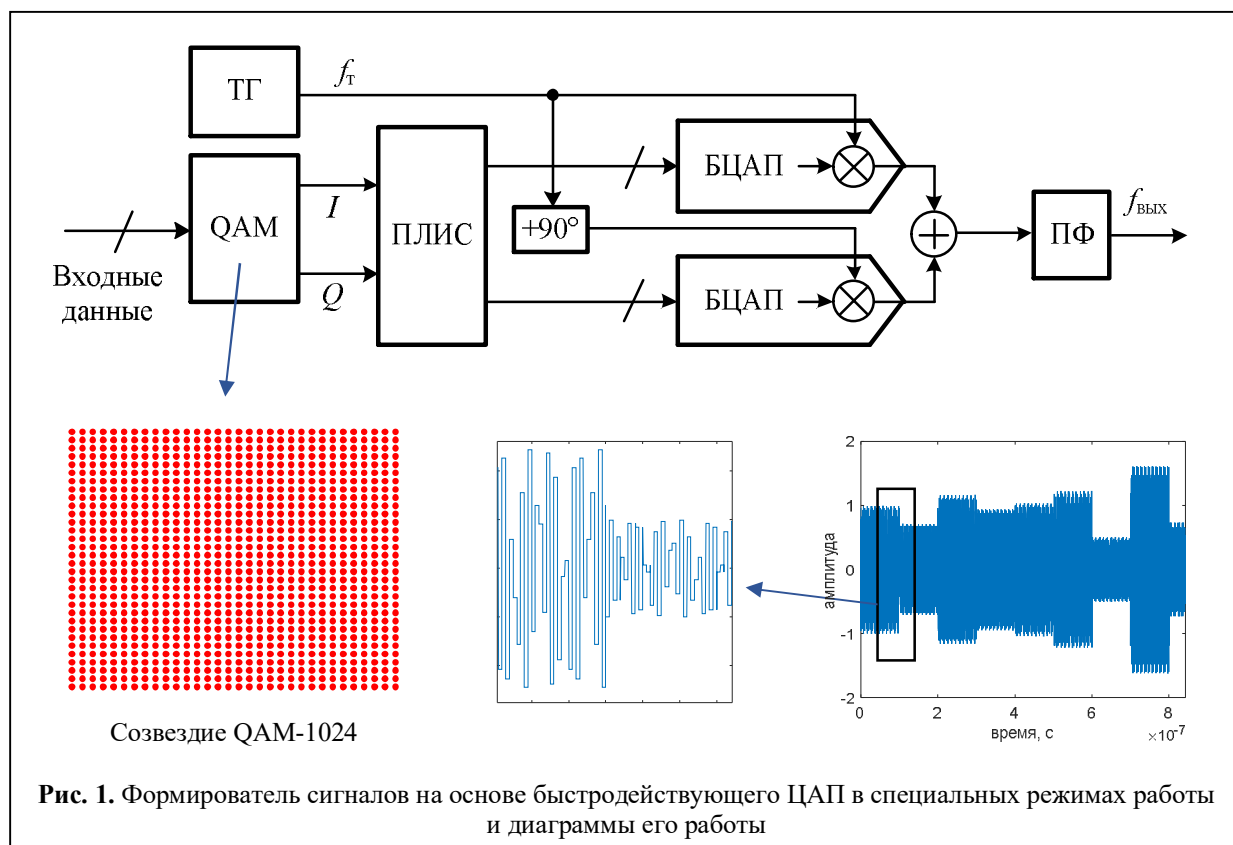 ТГ
fт
QAM
I
Q
Входные
данные
ПЛИС
+90°
БЦАП
БЦАП
ПФ
fвых
Созвездие QAM-1024
амплитуда
2
1
0
-1
-2
0 2 4 6 8
×10⁻⁷
время, с
Рис. 1. Формирователь сигналов на основе быстродействующего ЦАП в специальных режимах работы
и диаграммы его работы